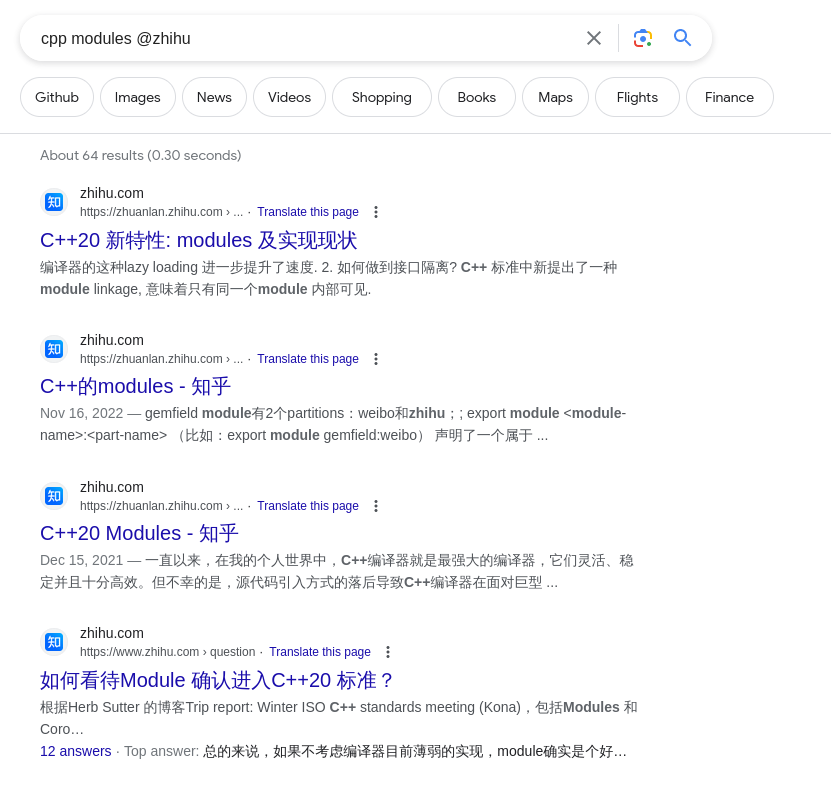 cpp modules @zhihu
Github Images News Videos Shopping Books Maps Flights Finance
About 64 results (0.30 seconds)
知
zhihu.com
https://zhuanlan.zhihu.com › ... · Translate this page
C++20 新特性: modules 及实现现状
编译器的这种lazy loading 进一步提升了速度. 2. 如何做到接口隔离? C++ 标准中新提出了一种
module linkage, 意味着只有同一个module 内部可见.
知
zhihu.com
https://zhuanlan.zhihu.com › ... · Translate this page
C++的modules - 知乎
Nov 16, 2022 — gemfield module有2个partitions：weibo和zhihu；; export module <module-
name>:<part-name> （比如：export module gemfield:weibo） 声明了一个属于 ...
知
zhihu.com
https://zhuanlan.zhihu.com › ... · Translate this page
C++20 Modules - 知乎
Dec 15, 2021 — 一直以来，在我的个人世界中，C++编译器就是最强大的编译器，它们灵活、稳
定并且十分高效。但不幸的是，源代码引入方式的落后导致C++编译器在面对巨型 ...
知
zhihu.com
https://www.zhihu.com › question · Translate this page
如何看待Module 确认进入C++20 标准？
根据Herb Sutter 的博客Trip report: Winter ISO C++ standards meeting (Kona)，包括Modules 和
Coro…
12 answers · Top answer: 总的来说，如果不考虑编译器目前薄弱的实现，module确实是个好…